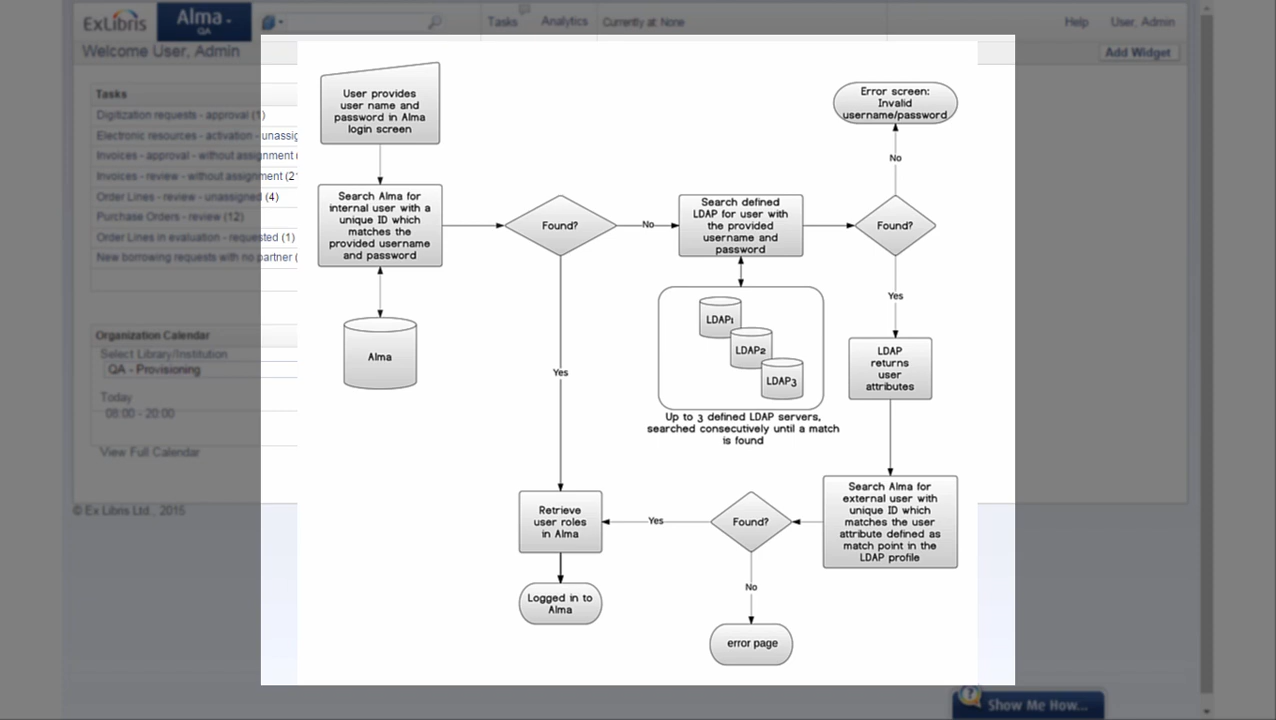 ExLibris
Alma
QA
Tasks
Analytics
Currently at: None
Help
User, Admin
Welcome User, Admin
Add Widget
Tasks
Digitization requests - approval (1)
Electronic resources - activation - unassig
Invoices - approval - without assignment (
Invoices - review - without assignment (2
Order Lines - review - unassigned (4)
Purchase Orders - review (12)
Order Lines in evaluation - requested (1)
New borrowing requests with no partner (
Organization Calendar
Select Library/Institution
QA - Provisioning
Today
08:00 - 20:00
View Full Calendar
© Ex Libris Ltd., 2015
User provides
user name and
password in Alma
login screen
Search Alma for
internal user with a
unique ID which
matches the
provided username
and password
Alma
Found?
No
Yes
Search defined
LDAP for user with
the provided
username and
password
LDAP1
LDAP2
LDAP3
Up to 3 defined LDAP servers,
searched consecutively until a match
is found
Found?
No
Error screen:
Invalid
username/password
Yes
LDAP
returns
user
attributes
Search Alma for
external user with
unique ID which
matches the user
attribute defined as
match point in the
LDAP profile
Found?
Yes
No
error page
Retrieve
user roles
in Alma
Logged in to
Alma
Show Me How...